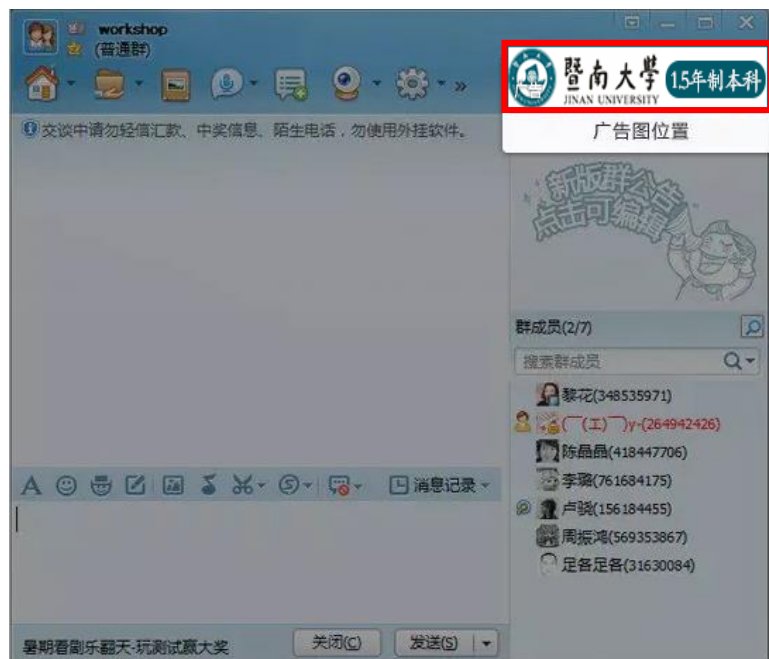 workshop
(普通群)
暨南大学
JINAN UNIVERSITY
1.5年制本科
广告图位置
交谈中请勿轻信汇款、中奖信息、陌生电话，勿使用外挂软件。
新版群公告
点击可编辑
群成员(2/7)
搜索群成员
黎花(348535971)
(￣(工)￣)y-(264942426)
陈晶晶(418447706)
李璐(761684175)
卢骁(156184455)
周振鸿(569353867)
足各足各(31630084)
消息记录
暑期看剧乐翻天-玩测试赢大奖
关闭(C)
发送(S)